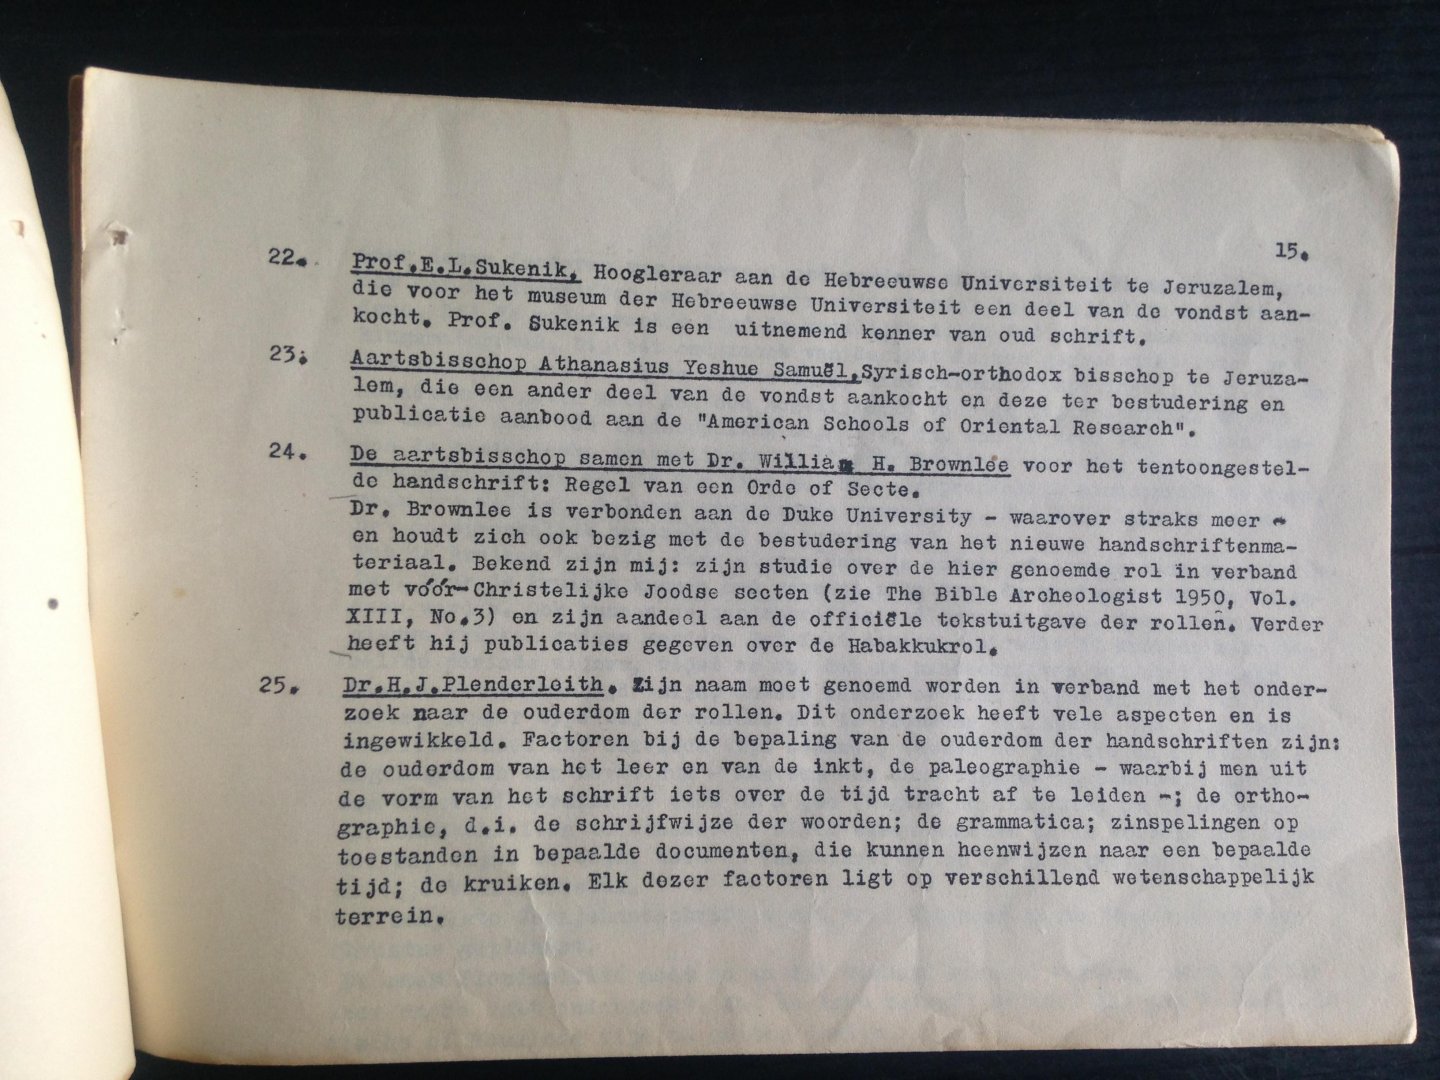 15.
22. Prof.E.L.Sukenik. Hoogleraar aan de Hebreeuwse Universiteit te Jeruzalem,
die voor het museum der Hebreeuwse Universiteit een deel van de vondst aan-
kocht. Prof. Sukenik is een uitnemend kenner van oud schrift.
23. Aartsbisschop Athanasius Yeshue Samuël. Syrisch-orthodox bisschop te Jeruza-
lem, die een ander deel van de vondst aankocht en deze ter bestudering en
publicatie aanbood aan de "American Schools of Oriental Research".
24. De aartsbisschop samen met Dr. William H. Brownlee voor het tentoongestel-
de handschrift: Regel van een Orde of Secte.
Dr. Brownlee is verbonden aan de Duke University - waarover straks meer -
en houdt zich ook bezig met de bestudering van het nieuwe handschriftenma-
teriaal. Bekend zijn mij: zijn studie over de hier genoemde rol in verband
met vóór-Christelijke Joodse secten (zie The Bible Archeologist 1950, Vol.
XIII, No.3) en zijn aandeel aan de officiële tekstuitgave der rollen. Verder
heeft hij publicaties gegeven over de Habakkukrol.
25. Dr.H.J.Plenderleith. Zijn naam moet genoemd worden in verband met het onder-
zoek naar de ouderdom der rollen. Dit onderzoek heeft vele aspecten en is
ingewikkeld. Factoren bij de bepaling van de ouderdom der handschriften zijn:
de ouderdom van het leer en van de inkt, de paleographie - waarbij men uit
de vorm van het schrift iets over de tijd tracht af te leiden -; de ortho-
graphie, d.i. de schrijfwijze der woorden; de grammatica; zinspelingen op
toestanden in bepaalde documenten, die kunnen heenwijzen naar een bepaalde
tijd; de kruiken. Elk dezer factoren ligt op verschillend wetenschappelijk
terrein.